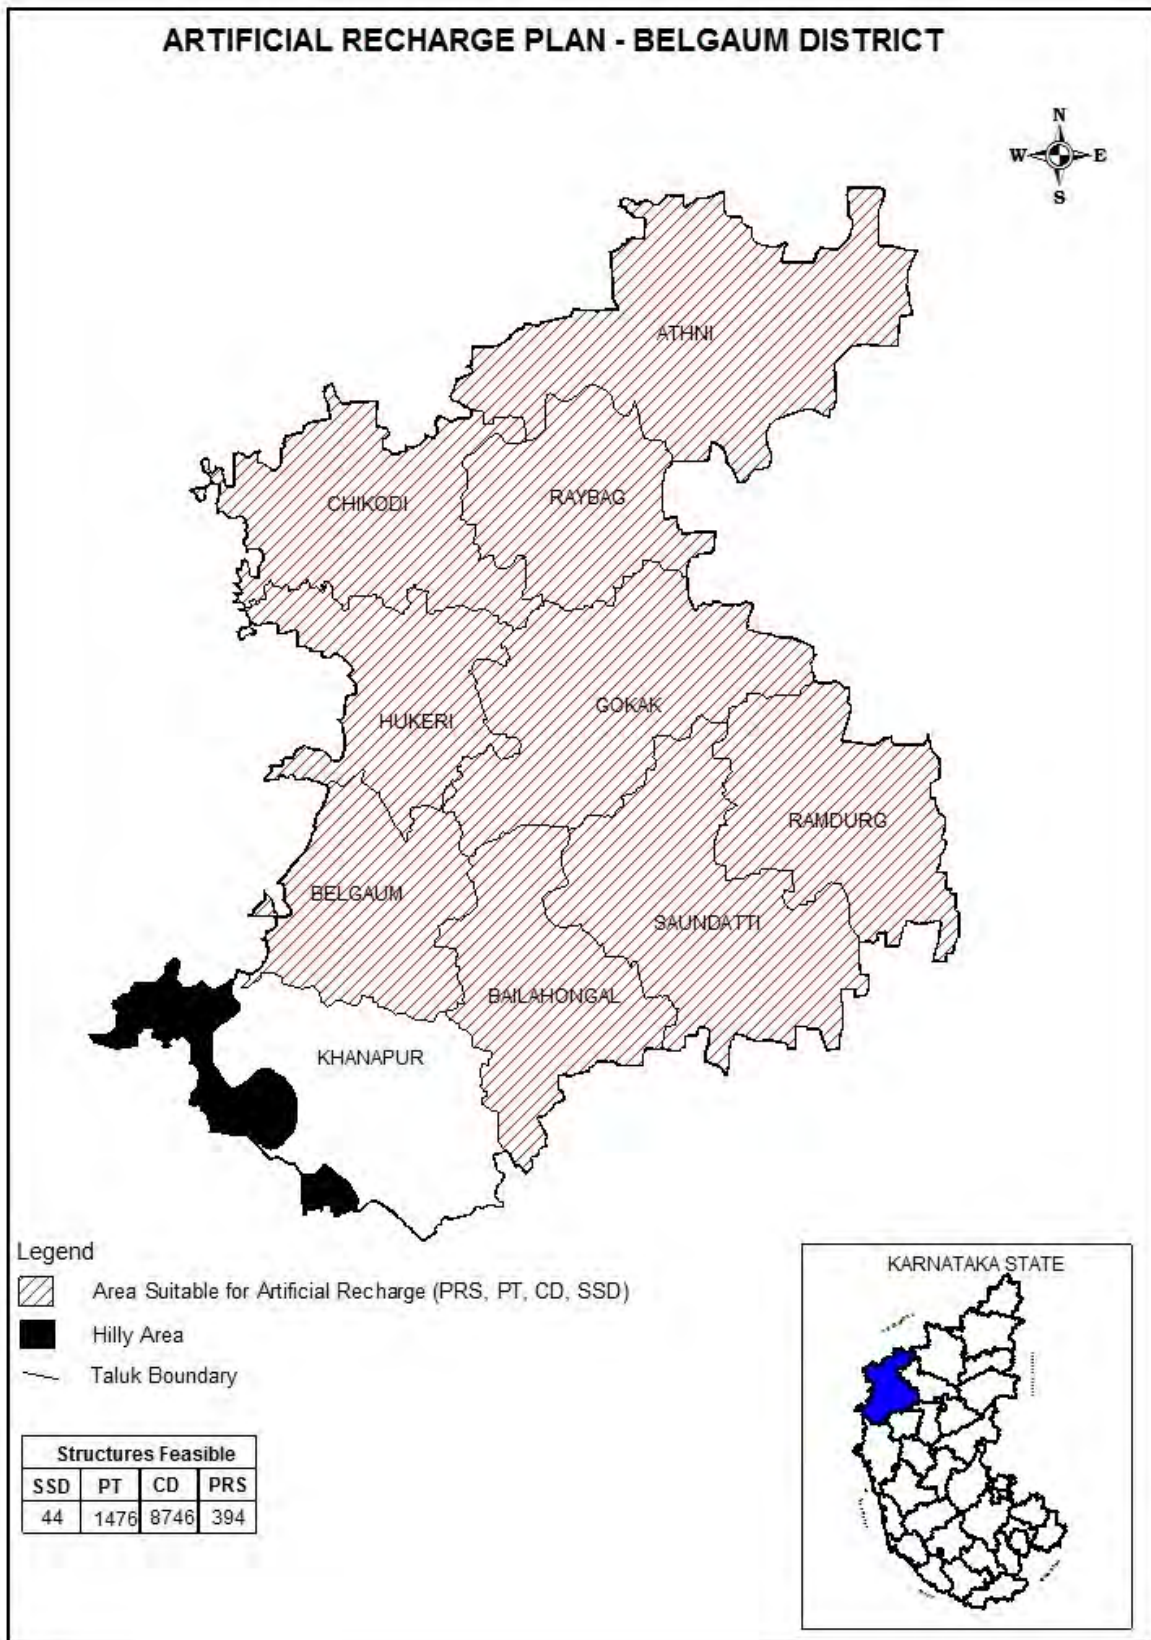 ARTIFICIAL RECHARGE PLAN - BELGAUM DISTRICT
N
W E
S
ATHNI
CHIKODI
RAYBAG
HUKERI
GOKAK
RAMDURG
BELGAUM
SAUNDATTI
BAILAHONGAL
KHANAPUR
Legend
Area Suitable for Artificial Recharge (PRS, PT, CD, SSD)
Hilly Area
Taluk Boundary
Structures Feasible
SSD PT CD PRS
44 1476 8746 394
KARNATAKA STATE